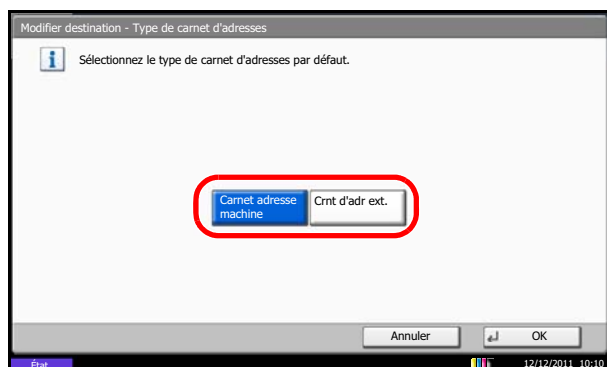 Modifier destination - Type de carnet d'adresses
Sélectionnez le type de carnet d'adresses par défaut.
Carnet adresse
machine
Crnt d'adr ext.
Annuler
OK
État
12/12/2011 10:10